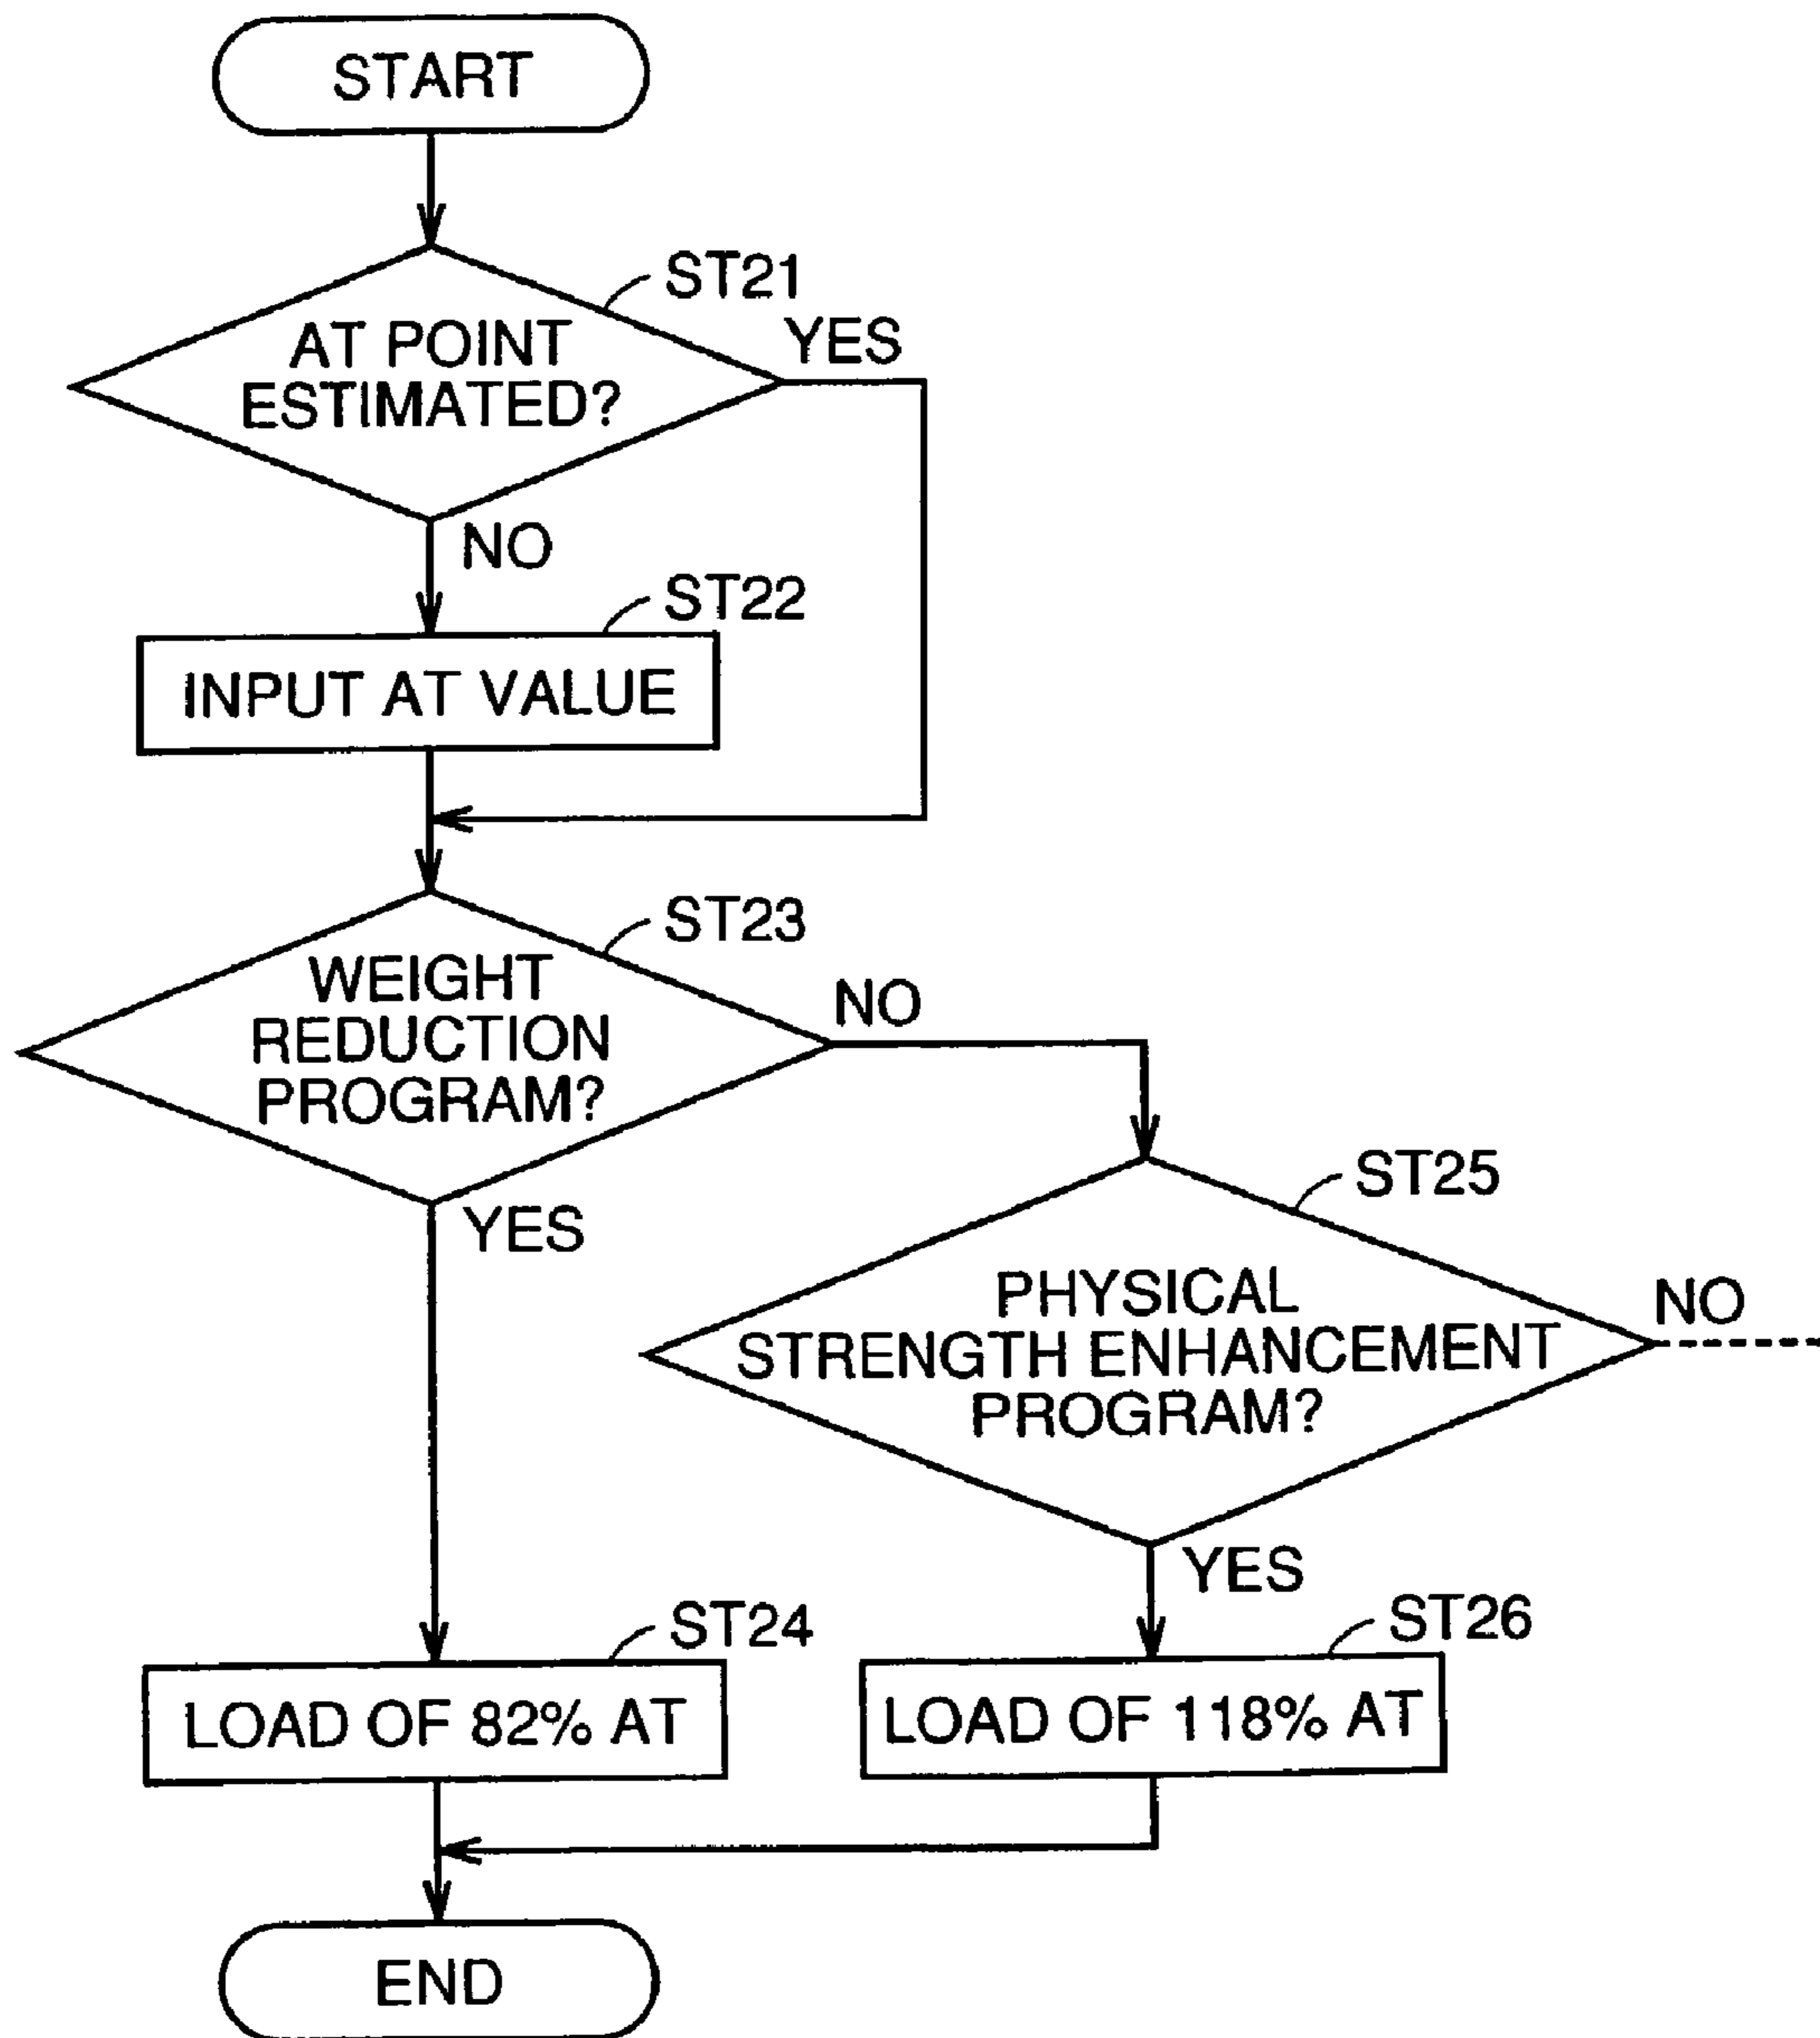 START
ST21
AT POINT
ESTIMATED?
YES
NO
ST22
INPUT AT VALUE
ST23
WEIGHT
REDUCTION
PROGRAM?
NO
YES
ST25
PHYSICAL
STRENGTH ENHANCEMENT
PROGRAM?
NO
YES
ST24
LOAD OF 82% AT
ST26
LOAD OF 118% AT
END